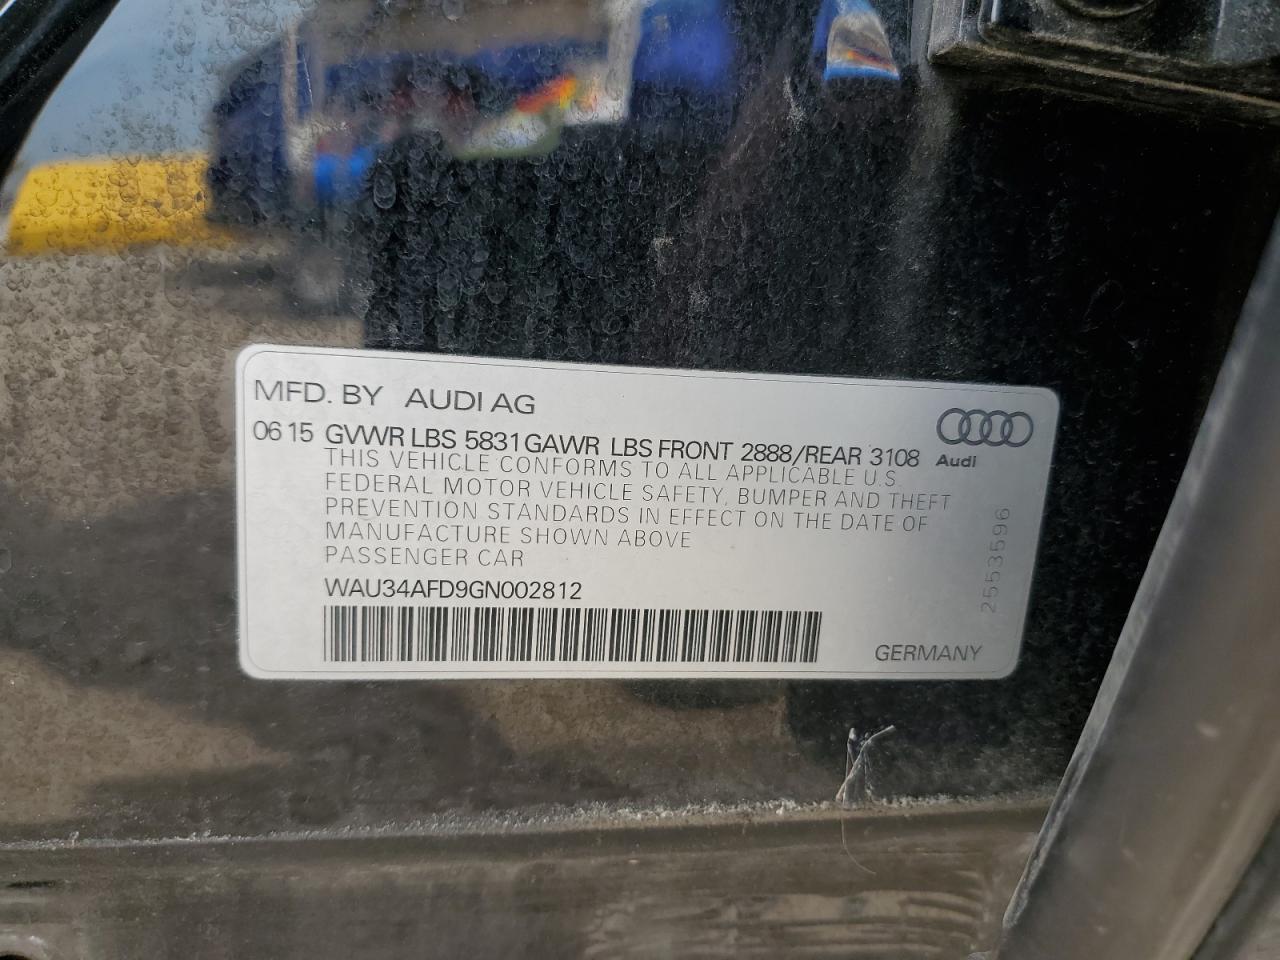 MFD. BY AUDI AG
06 15 GVWR LBS 5831 GAWR LBS FRONT 2888/REAR 3108
Audi
THIS VEHICLE CONFORMS TO ALL APPLICABLE U.S.
FEDERAL MOTOR VEHICLE SAFETY, BUMPER AND THEFT
PREVENTION STANDARDS IN EFFECT ON THE DATE OF
MANUFACTURE SHOWN ABOVE
PASSENGER CAR
WAU34AFD9GN002812
GERMANY
2553596